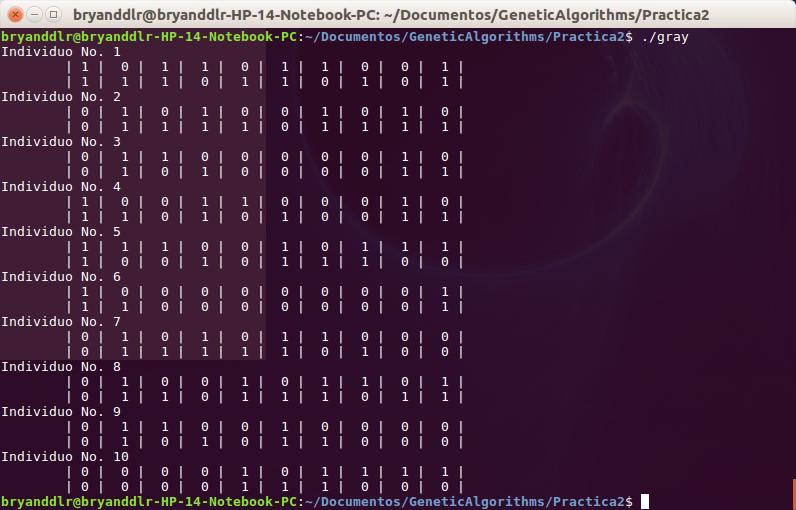 bryanddlr@bryanddlr-HP-14-Notebook-PC: ~/Documentos/GeneticAlgorithms/Practica2
bryanddlr@bryanddlr-HP-14-Notebook-PC:~/Documentos/GeneticAlgorithms/Practica2$ ./gray
Individuo No. 1
| 1 | 0 | 1 | 1 | 0 | 1 | 1 | 0 | 0 | 1 |
| 1 | 1 | 1 | 0 | 1 | 1 | 0 | 1 | 0 | 1 |
Individuo No. 2
| 0 | 1 | 0 | 1 | 0 | 0 | 1 | 0 | 1 | 0 |
| 0 | 1 | 1 | 1 | 1 | 0 | 1 | 1 | 1 | 1 |
Individuo No. 3
| 0 | 1 | 1 | 0 | 0 | 0 | 0 | 0 | 1 | 0 |
| 0 | 1 | 0 | 1 | 0 | 0 | 0 | 0 | 1 | 1 |
Individuo No. 4
| 1 | 0 | 0 | 1 | 1 | 0 | 0 | 0 | 1 | 0 |
| 1 | 1 | 0 | 1 | 0 | 1 | 0 | 0 | 1 | 1 |
Individuo No. 5
| 1 | 1 | 1 | 0 | 0 | 1 | 0 | 1 | 1 | 1 |
| 1 | 0 | 0 | 1 | 0 | 1 | 1 | 1 | 0 | 0 |
Individuo No. 6
| 1 | 0 | 0 | 0 | 0 | 0 | 0 | 0 | 0 | 1 |
| 1 | 1 | 0 | 0 | 0 | 0 | 0 | 0 | 0 | 1 |
Individuo No. 7
| 0 | 1 | 0 | 1 | 0 | 1 | 1 | 0 | 0 | 0 |
| 0 | 1 | 1 | 1 | 1 | 1 | 0 | 1 | 0 | 0 |
Individuo No. 8
| 0 | 1 | 0 | 0 | 1 | 0 | 1 | 1 | 0 | 1 |
| 0 | 1 | 1 | 0 | 1 | 1 | 1 | 0 | 1 | 1 |
Individuo No. 9
| 0 | 1 | 1 | 0 | 0 | 1 | 0 | 0 | 0 | 0 |
| 0 | 1 | 0 | 1 | 0 | 1 | 1 | 0 | 0 | 0 |
Individuo No. 10
| 0 | 0 | 0 | 0 | 1 | 0 | 1 | 1 | 1 | 1 |
| 0 | 0 | 0 | 0 | 1 | 1 | 1 | 0 | 0 | 0 |
bryanddlr@bryanddlr-HP-14-Notebook-PC:~/Documentos/GeneticAlgorithms/Practica2$